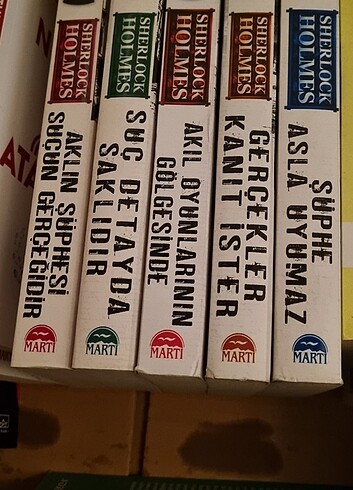 SHERLOCK
HOLMES
AKLIN ŞÜPHESİ
SUÇUN GERÇEĞİDİR
MARTI
SHERLOCK
HOLMES
SUÇ DETAYDA
SAKLIDIR
MARTI
SHERLOCK
HOLMES
AKIL OYUNLARININ
GÖLGESİNDE
MARTI
SHERLOCK
HOLMES
GERÇEKLER
KANIT İSTER
MARTI
SHERLOCK
HOLMES
ŞÜPHE
ASLA UYUMAZ
MARTI